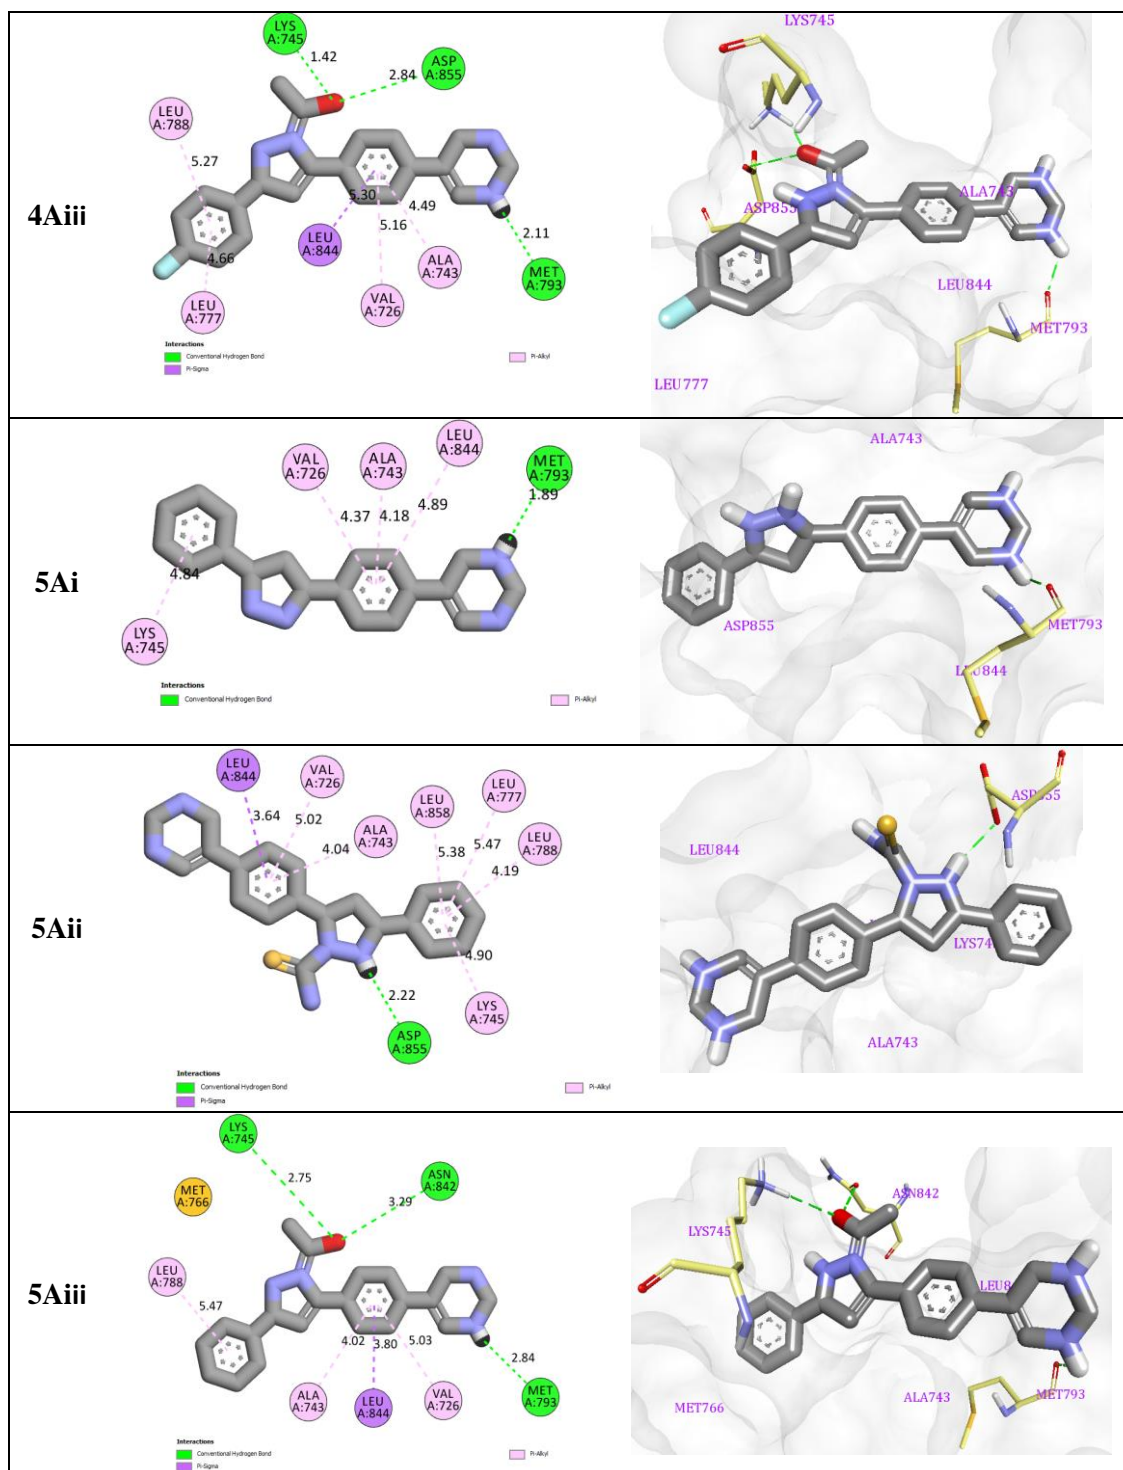 4Aiii
LYS
A:745
1.42
ASP
A:855
2.84
LEU
A:788
5.27
5.30
4.49
5.16
LEU
A:844
ALA
A:743
2.11
MET
A:793
4.66
LEU
A:777
VAL
A:726
Interactions
Conventional Hydrogen Bond
Pi-Sigma
Pi-Alkyl
LYS745
ASP855
ALA743
LEU844
MET793
LEU777
5Ai
LEU
A:844
VAL
A:726
ALA
A:743
MET
A:793
1.89
4.37
4.18
4.89
4.84
LYS
A:745
Interactions
Conventional Hydrogen Bond
Pi-Alkyl
ALA743
ASP855
MET793
LEU844
5Aii
LEU
A:844
VAL
A:726
LEU
A:777
LEU
A:858
3.64
5.02
ALA
A:743
4.04
5.38
5.47
LEU
A:788
4.19
4.90
2.22
LYS
A:745
ASP
A:855
Interactions
Conventional Hydrogen Bond
Pi-Sigma
Pi-Alkyl
ASP855
LEU844
LYS74
ALA743
5Aiii
LYS
A:745
2.75
ASN
A:842
3.29
MET
A:766
LEU
A:788
5.47
4.02
3.80
5.03
2.84
ALA
A:743
LEU
A:844
VAL
A:726
MET
A:793
Interactions
Conventional Hydrogen Bond
Pi-Sigma
Pi-Alkyl
ASN842
LYS745
LEU8
ALA743
MET793
MET766